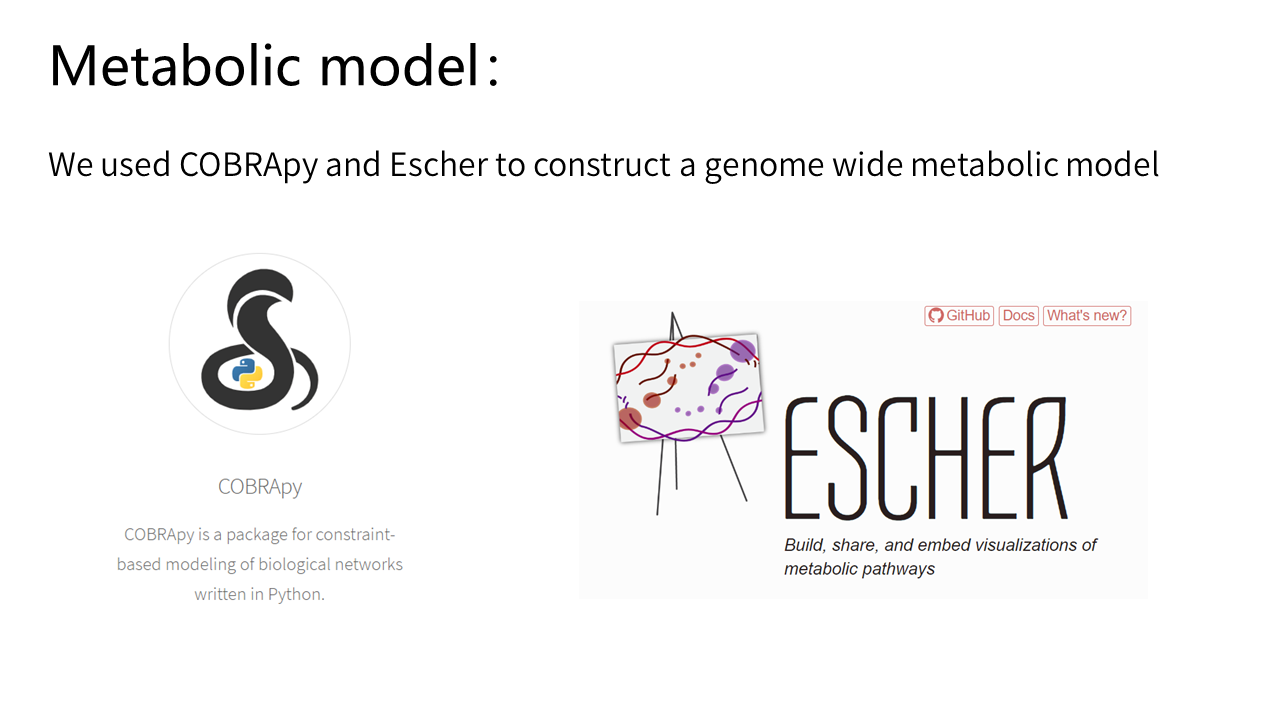 Metabolic model：
We used COBRApy and Escher to construct a genome wide metabolic model
COBRApy
COBRApy is a package for constraint-
based modeling of biological networks
written in Python.
GitHub Docs What's new?
ESCHER
Build, share, and embed visualizations of
metabolic pathways